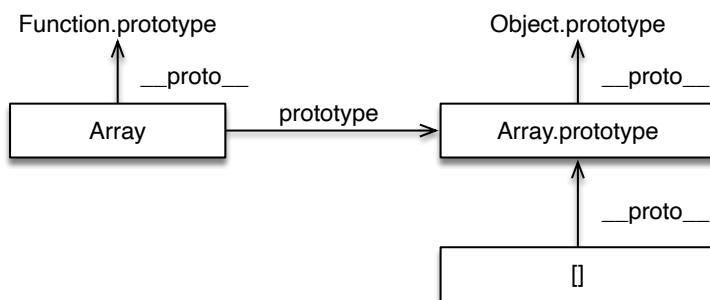 Function.prototype
Object.prototype
__proto__
__proto__
Array
prototype
Array.prototype
__proto__
[]